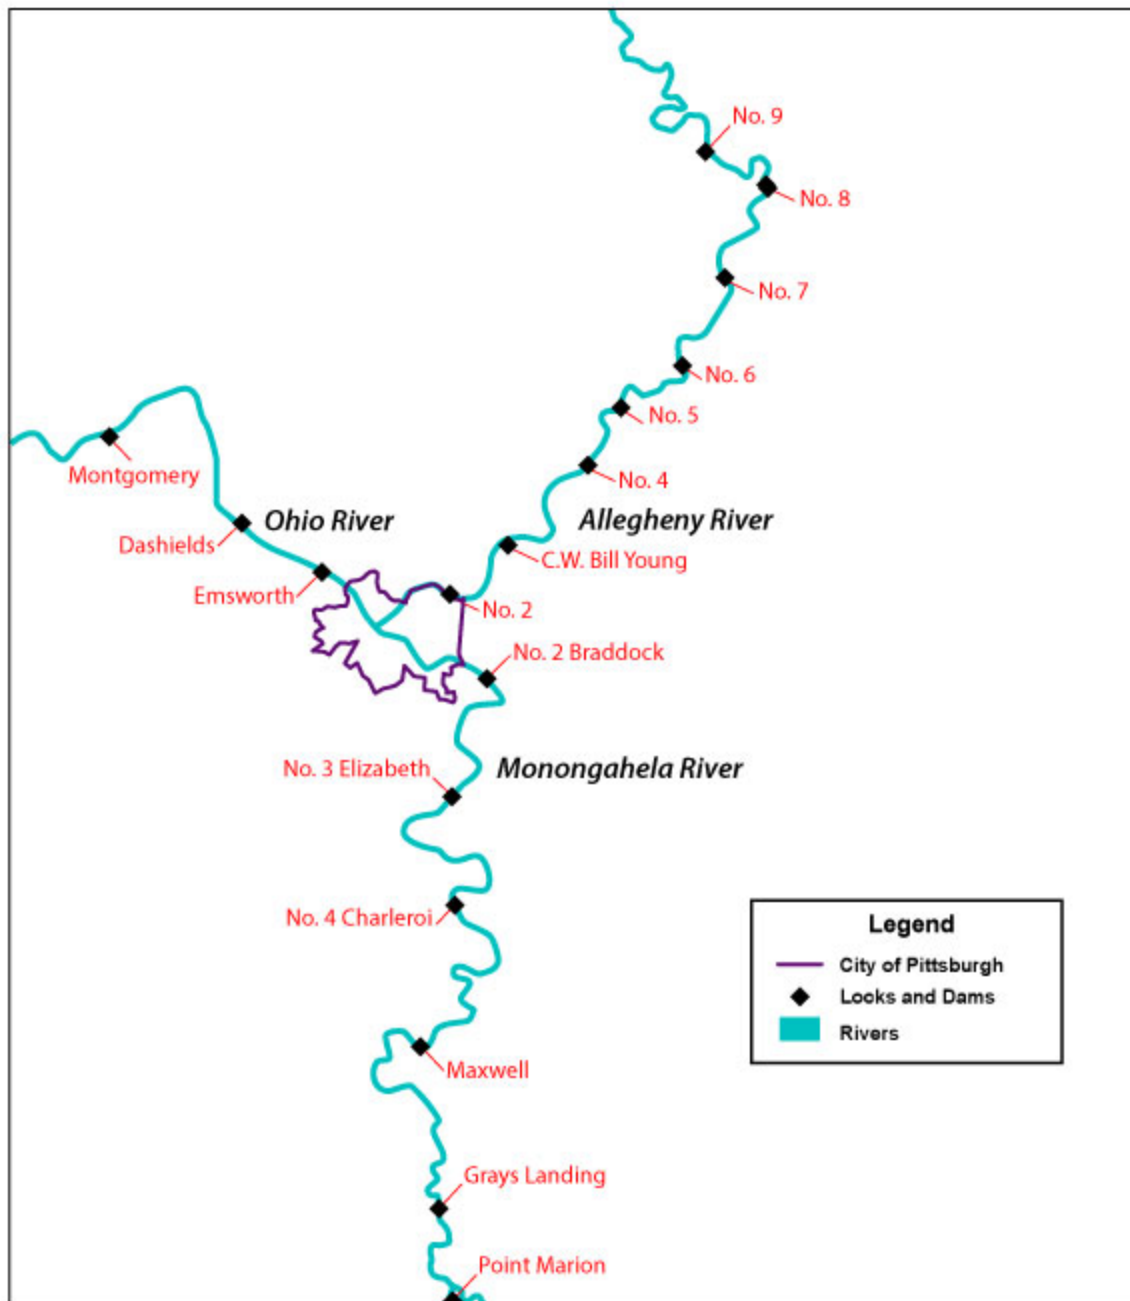 No. 9
No. 8
No. 7
No. 6
No. 5
No. 4
Montgomery
Ohio River
Allegheny River
Dashields
C.W. Bill Young
Emsworth
No. 2
No. 2 Braddock
No. 3 Elizabeth
Monongahela River
No. 4 Charleroi
Legend
City of Pittsburgh
Locks and Dams
Rivers
Maxwell
Grays Landing
Point Marion